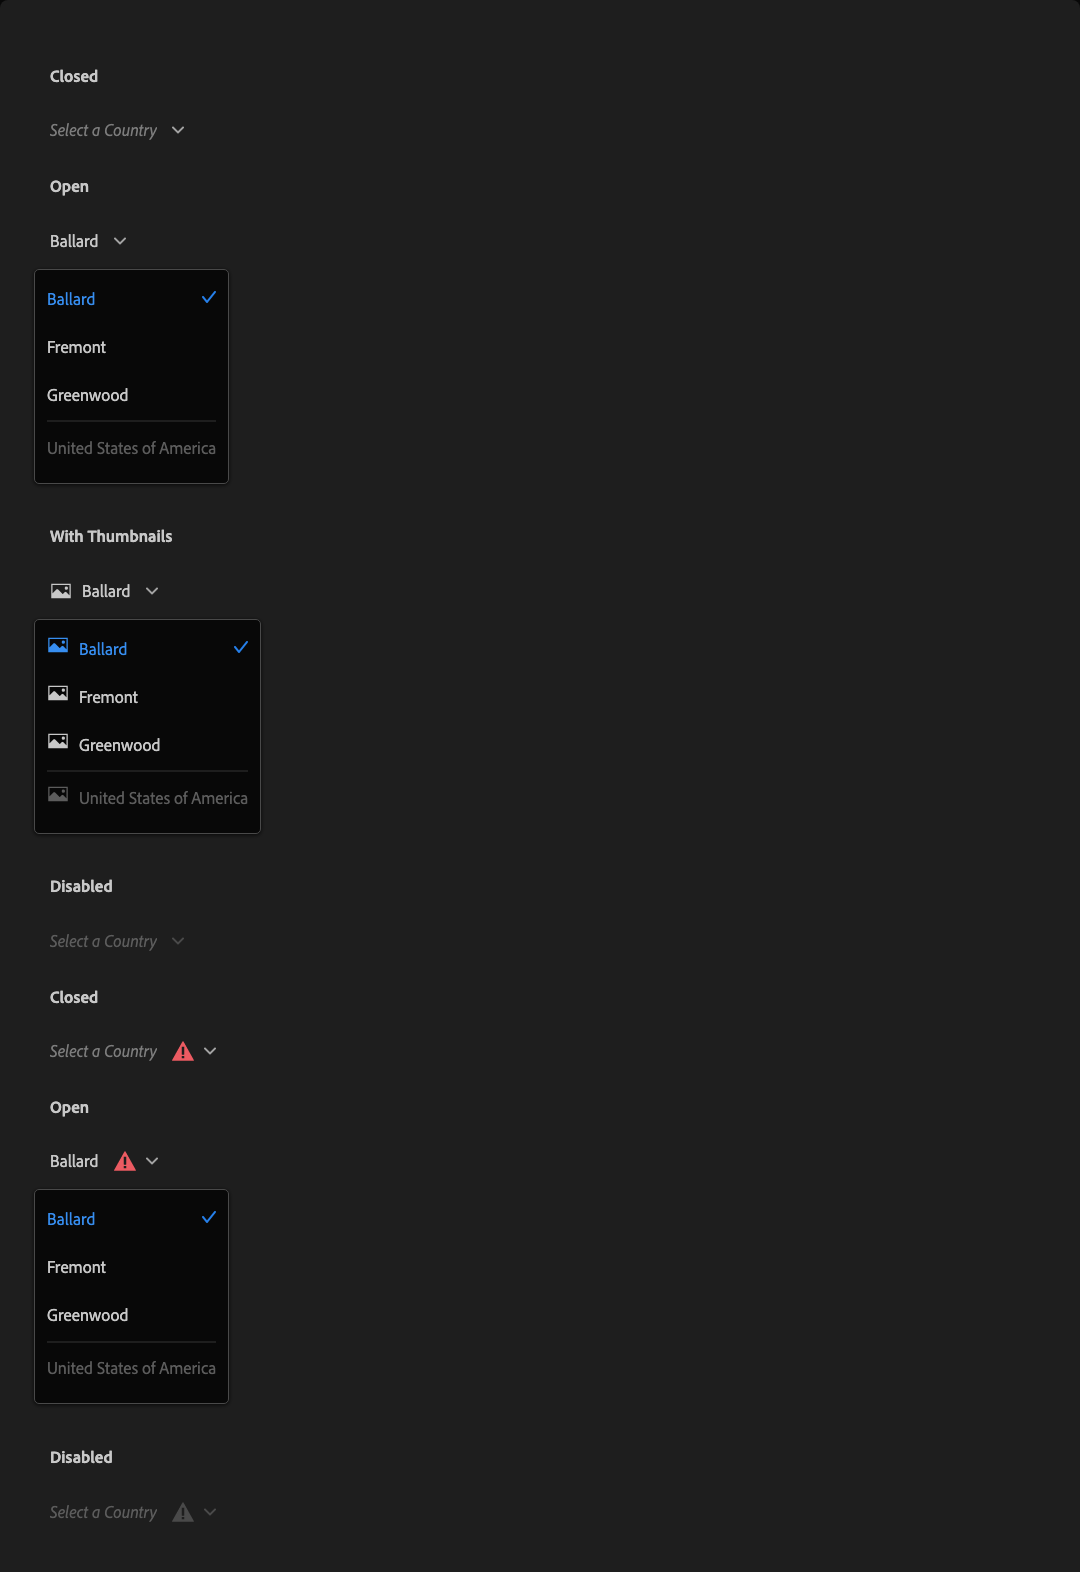 Closed
Select a Country
Open
Ballard
Ballard
Fremont
Greenwood
United States of America
With Thumbnails
Ballard
Ballard
Fremont
Greenwood
United States of America
Disabled
Select a Country
Closed
Select a Country
Open
Ballard
Ballard
Fremont
Greenwood
United States of America
Disabled
Select a Country